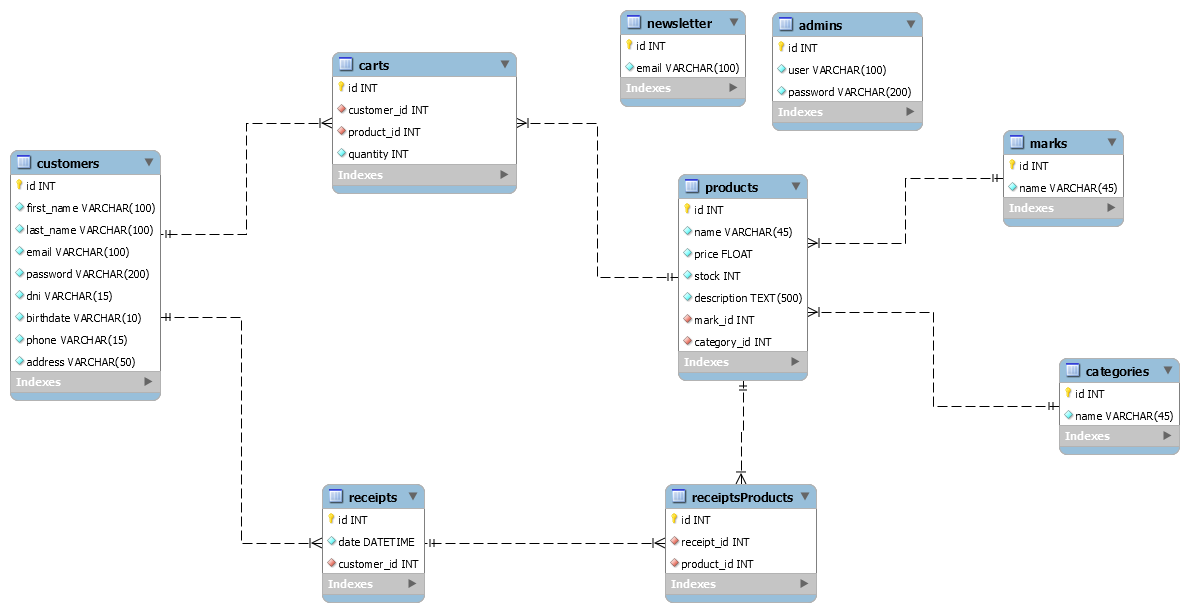 newsletter
id INT
email VARCHAR(100)
Indexes
admins
id INT
user VARCHAR(100)
password VARCHAR(200)
Indexes
carts
id INT
customer_id INT
product_id INT
quantity INT
Indexes
customers
id INT
first_name VARCHAR(100)
last_name VARCHAR(100)
email VARCHAR(100)
password VARCHAR(200)
dni VARCHAR(15)
birthdate VARCHAR(10)
phone VARCHAR(15)
address VARCHAR(50)
Indexes
products
id INT
name VARCHAR(45)
price FLOAT
stock INT
description TEXT(500)
mark_id INT
category_id INT
Indexes
marks
id INT
name VARCHAR(45)
Indexes
categories
id INT
name VARCHAR(45)
Indexes
receipts
id INT
date DATETIME
customer_id INT
Indexes
receiptsProducts
id INT
receipt_id INT
product_id INT
Indexes